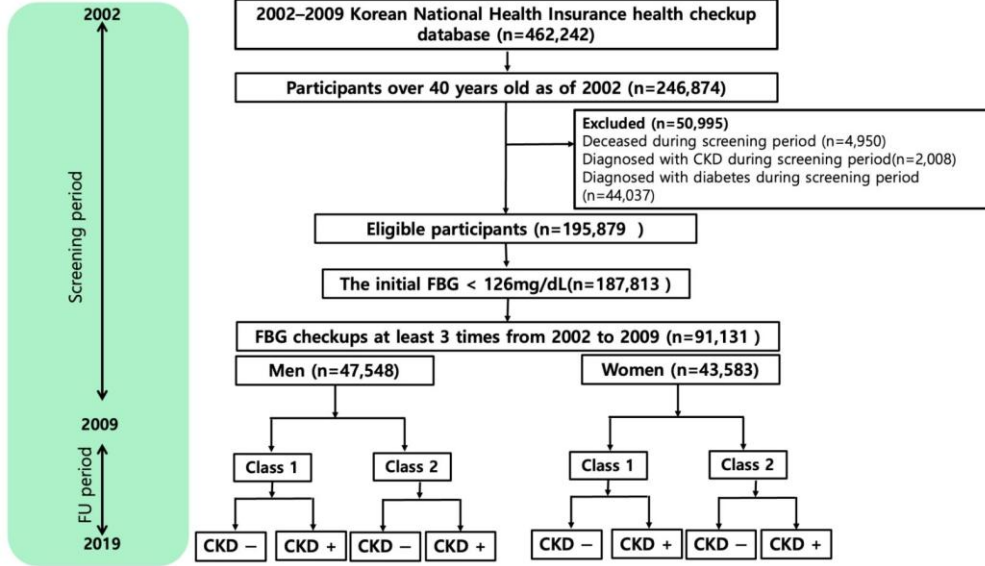 2002
Screening period
2009
FU period
2019
2002–2009 Korean National Health Insurance health checkup
database (n=462,242)
Participants over 40 years old as of 2002 (n=246,874)
Excluded (n=50,995)
Deceased during screening period (n=4,950)
Diagnosed with CKD during screening period(n=2,008)
Diagnosed with diabetes during screening period
(n=44,037)
Eligible participants (n=195,879 )
The initial FBG < 126mg/dL(n=187,813 )
FBG checkups at least 3 times from 2002 to 2009 (n=91,131 )
Men (n=47,548)
Women (n=43,583)
Class 1
Class 2
Class 1
Class 2
CKD −
CKD +
CKD −
CKD +
CKD −
CKD +
CKD −
CKD +